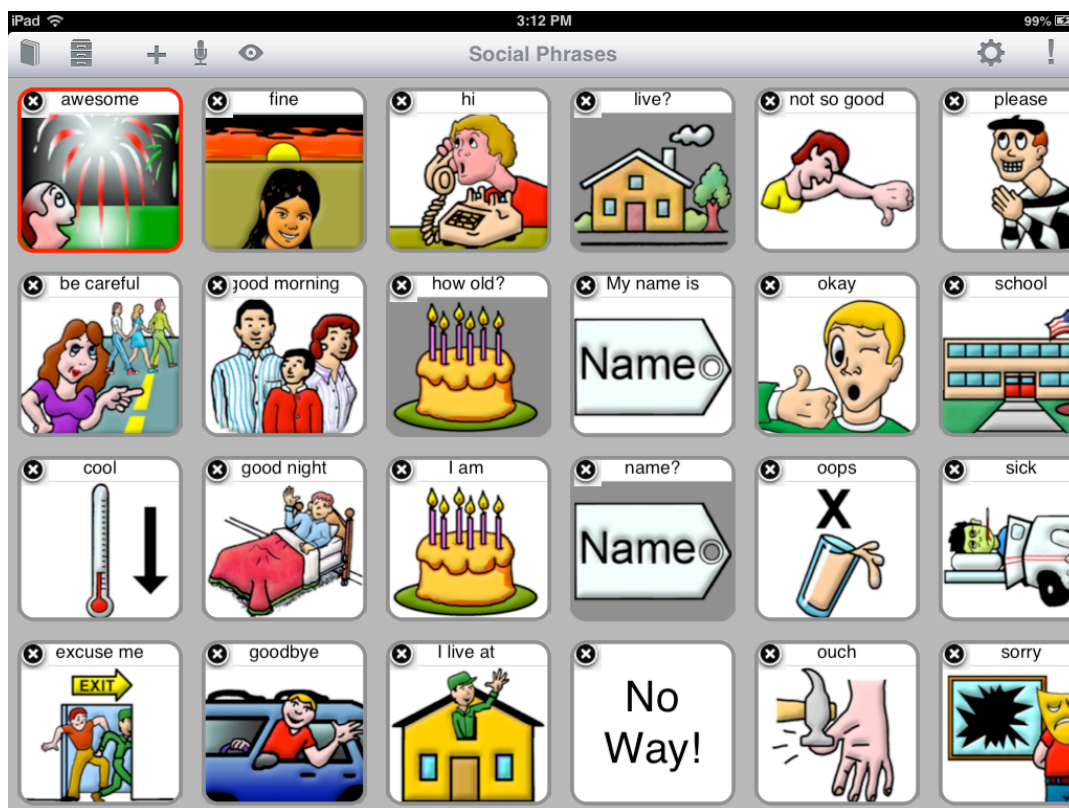 iPad 3:12 PM 99%
Social Phrases
awesome fine hi live? not so good please
be careful good morning how old? My name is okay school
Name
cool good night I am name? oops sick
Name X
excuse me goodbye I live at ouch sorry
EXIT
No
Way!